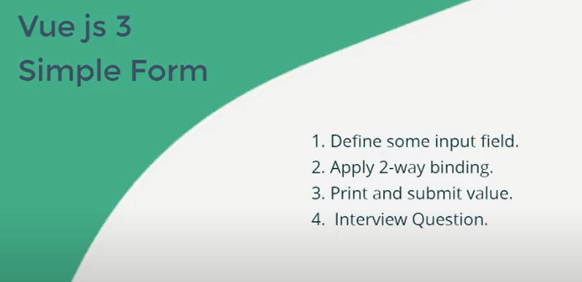 Vue js 3
Simple Form
1. Define some input field.
2. Apply 2-way binding.
3. Print and submit value.
4. Interview Question.